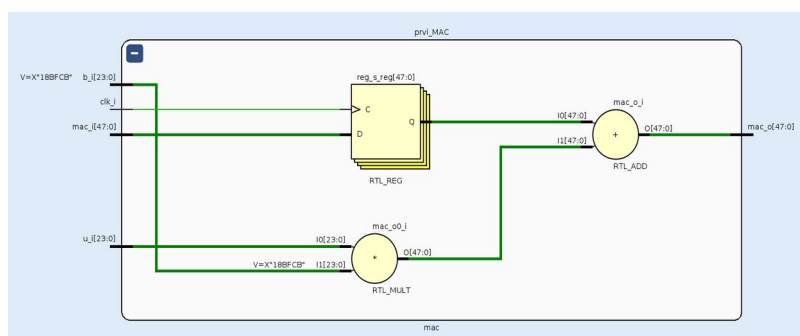 prvi_MAC
−
reg_s_reg[47:0]
V=X"18BFCB" b_i[23:0]
clk_i
C
mac_o_i
mac_i[47:0]
D
Q
I0[47:0]
I1[47:0]
+
O[47:0]
mac_o[47:0]
RTL_REG
RTL_ADD
mac_o0_i
u_i[23:0]
I0[23:0]
O[47:0]
V=X"18BFCB" I1[23:0]
*
RTL_MULT
mac